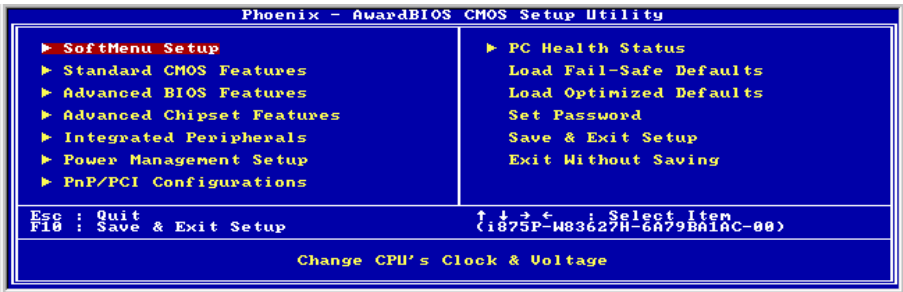 Phoenix - AwardBIOS CMOS Setup Utility
► SoftMenu Setup
► Standard CMOS Features
► Advanced BIOS Features
► Advanced Chipset Features
► Integrated Peripherals
► Power Management Setup
► PnP/PCI Configurations
► PC Health Status
Load Fail-Safe Defaults
Load Optimized Defaults
Set Password
Save & Exit Setup
Exit Without Saving
Esc : Quit
F10 : Save & Exit Setup
↑ ↓ → ← : Select Item
(i875P-W83627H-6A79BA1AC-00)
Change CPU's Clock & Voltage